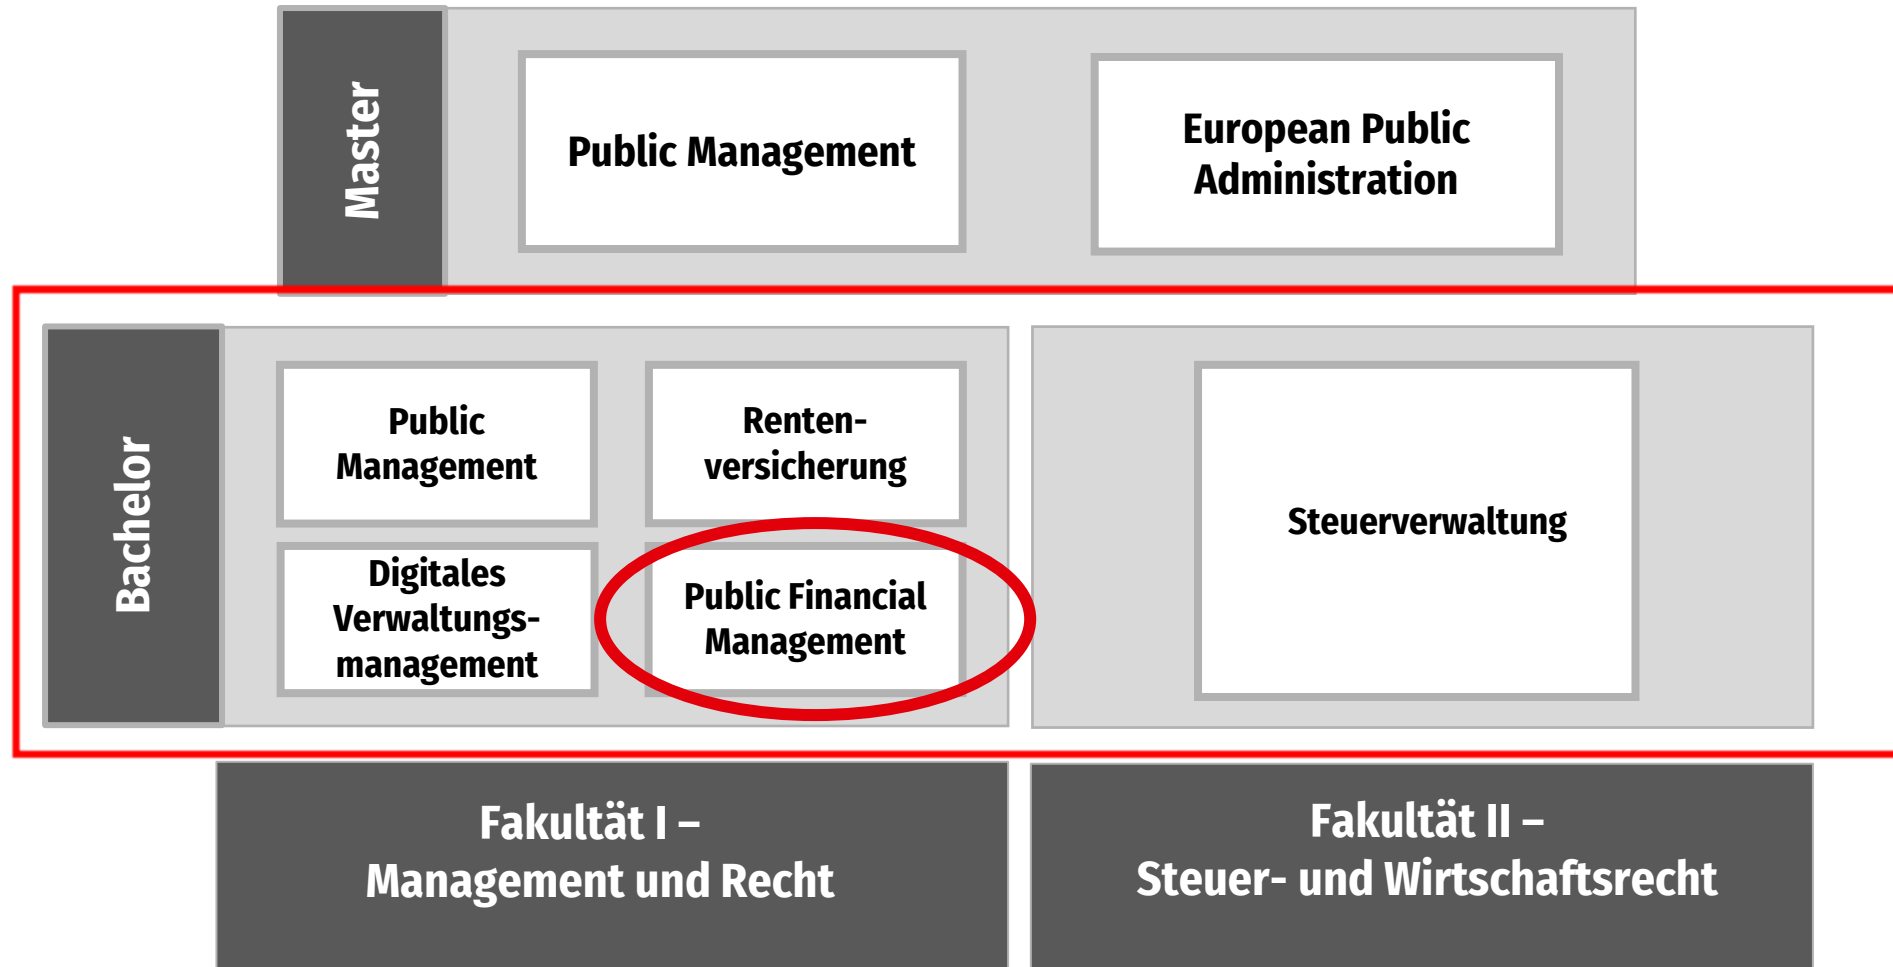 Master
Public Management
European Public
Administration
Bachelor
Public
Management
Renten-
versicherung
Digitales
Verwaltungs-
management
Public Financial
Management
Steuerverwaltung
Fakultät I –
Management und Recht
Fakultät II –
Steuer- und Wirtschaftsrecht